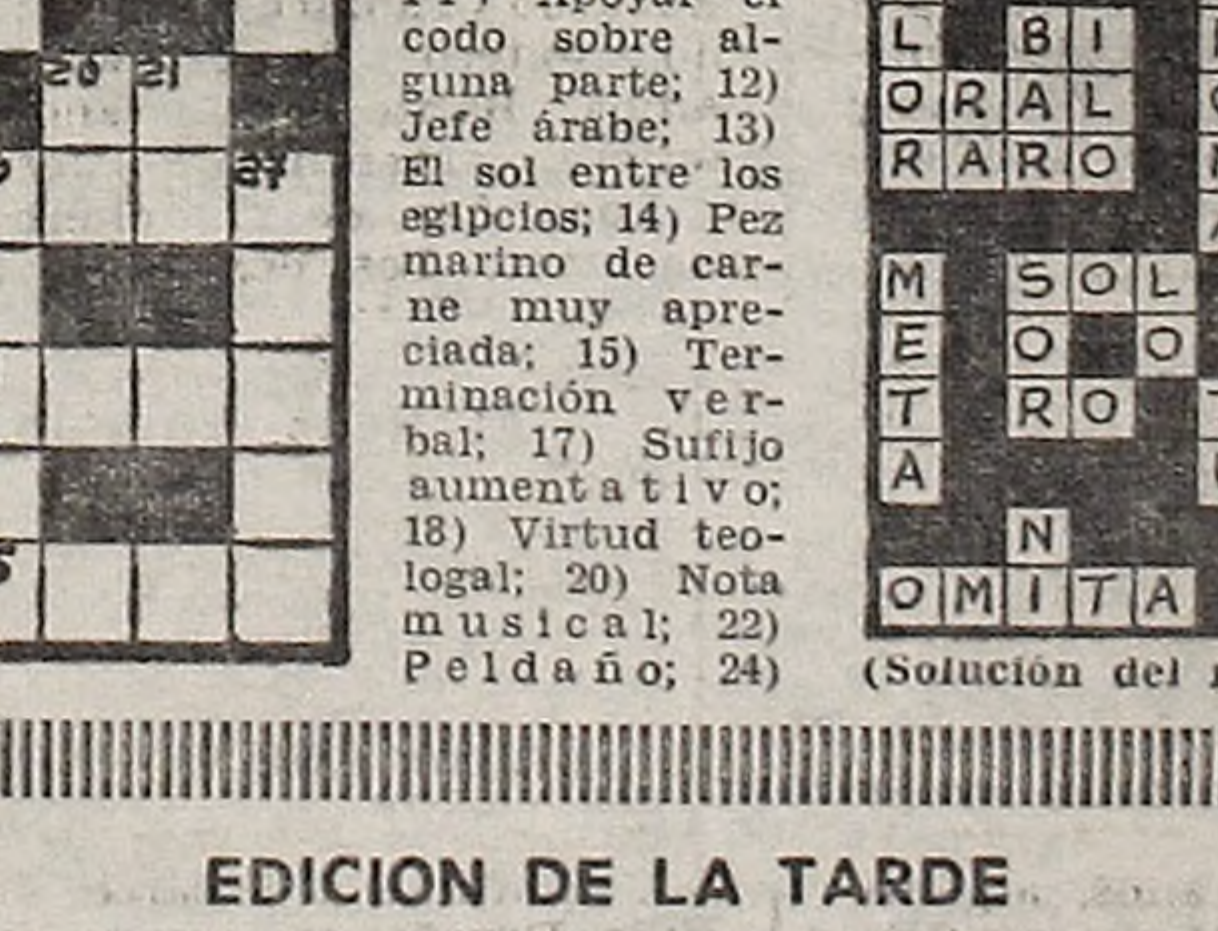 20 21
27
codo sobre al-
guna parte; 12)
Jefe árabe; 13)
El sol entre los
egipcios; 14) Pez
marino de car-
ne muy apre-
ciada; 15) Ter-
minación ver-
bal; 17) Sufijo
aumentativo;
18) Virtud teo-
logal; 20) Nota
musical; 22)
Peldaño; 24)
L BI
ORAL
RARO
M SOL
E O O
T RO
A
N
OMITA
(Solución del
EDICION DE LA TARDE